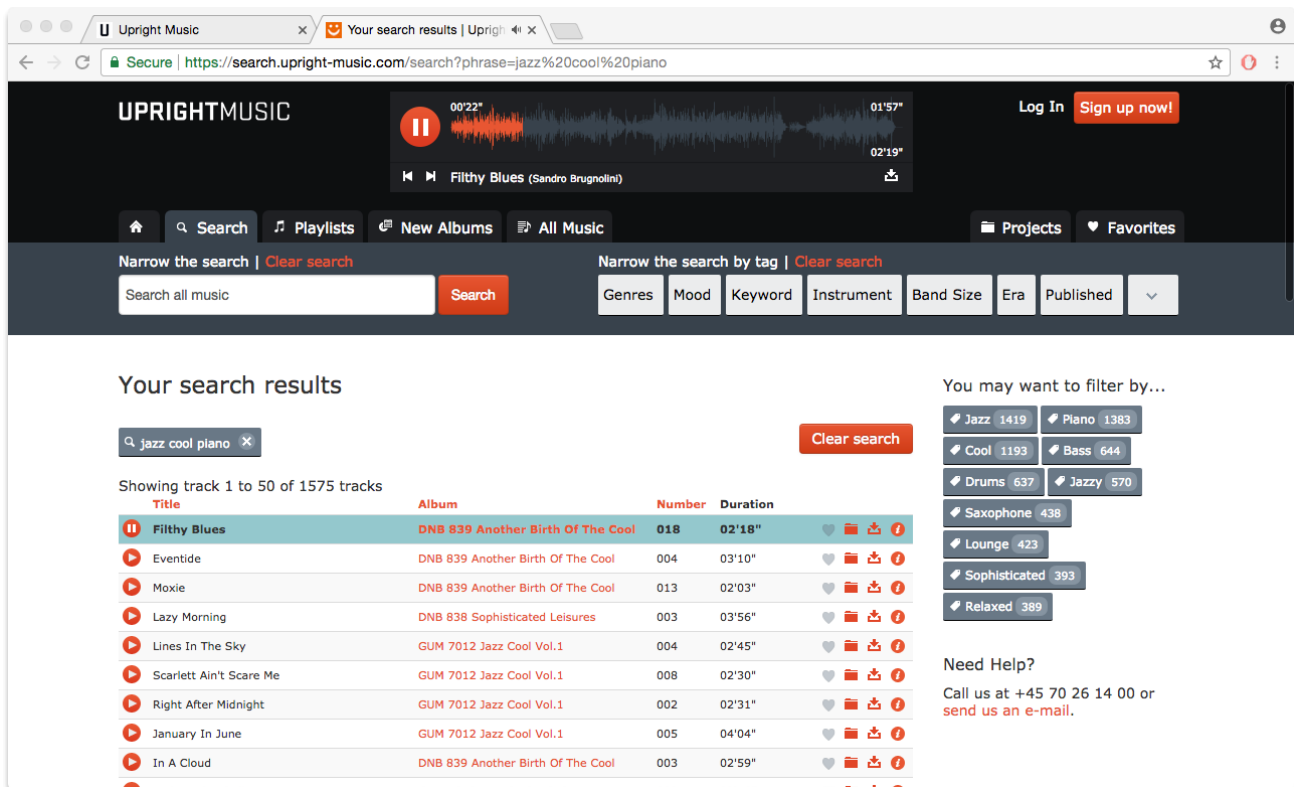 Upright Music
Your search results | Uprigh
Secure https://search.upright-music.com/search?phrase=jazz%20cool%20piano
UPRIGHTMUSIC
00'22" 01'57"
02'19"
Filthy Blues (Sandro Brugnolini)
Log In Sign up now!
Search Playlists New Albums All Music Projects Favorites
Narrow the search | Clear search
Search all music Search
Narrow the search by tag | Clear search
Genres Mood Keyword Instrument Band Size Era Published
Your search results
jazz cool piano
Clear search
Showing track 1 to 50 of 1575 tracks
Title Album Number Duration
Filthy Blues DNB 839 Another Birth Of The Cool 018 02'18"
Eventide DNB 839 Another Birth Of The Cool 004 03'10"
Moxie DNB 839 Another Birth Of The Cool 013 02'03"
Lazy Morning DNB 838 Sophisticated Leisures 003 03'56"
Lines In The Sky GUM 7012 Jazz Cool Vol.1 004 02'45"
Scarlett Ain't Scare Me GUM 7012 Jazz Cool Vol.1 008 02'30"
Right After Midnight GUM 7012 Jazz Cool Vol.1 002 02'31"
January In June GUM 7012 Jazz Cool Vol.1 005 04'04"
In A Cloud DNB 839 Another Birth Of The Cool 003 02'59"
You may want to filter by...
Jazz 1419 Piano 1383
Cool 1193 Bass 644
Drums 637 Jazzy 570
Saxophone 438
Lounge 423
Sophisticated 393
Relaxed 389
Need Help?
Call us at +45 70 26 14 00 or
send us an e-mail.